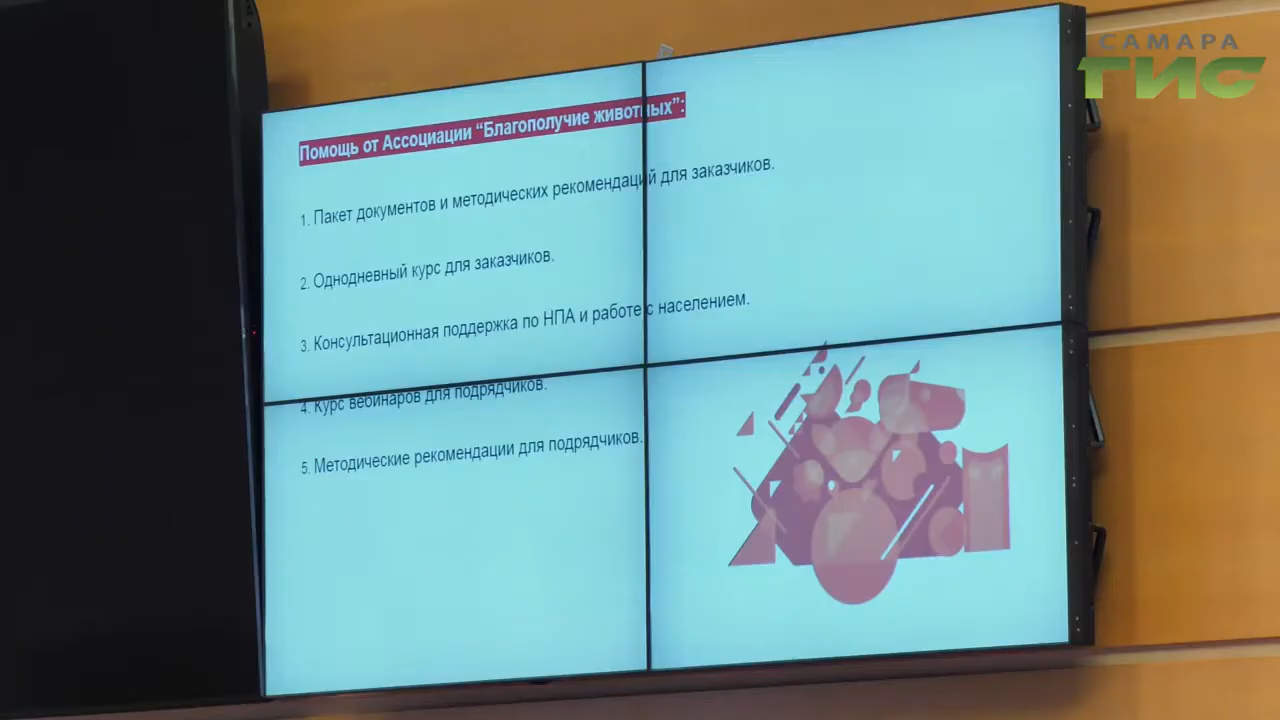 САМАРА
ГИС
Помощь от Ассоциации “Благополучие животных”:
1. Пакет документов и методических рекомендаций для заказчиков.
2. Однодневный курс для заказчиков.
3. Консультационная поддержка по НПА и работе с населением.
4. Курс вебинаров для подрядчиков.
5. Методические рекомендации для подрядчиков.